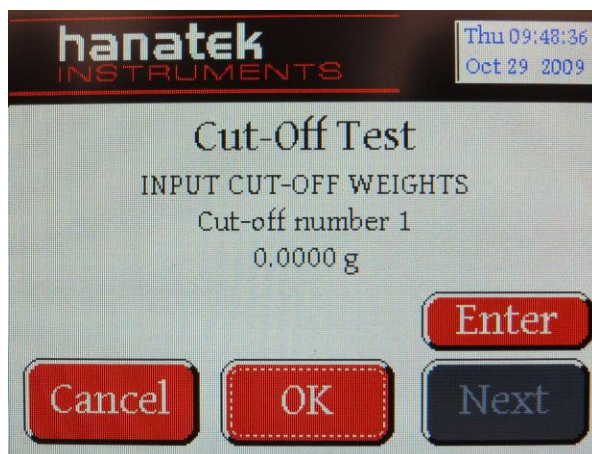 hanatek
INSTRUMENTS
Thu 09:48:36
Oct 29 2009
Cut-Off Test
INPUT CUT-OFF WEIGHTS
Cut-off number 1
0.0000 g
Enter
Cancel
OK
Next